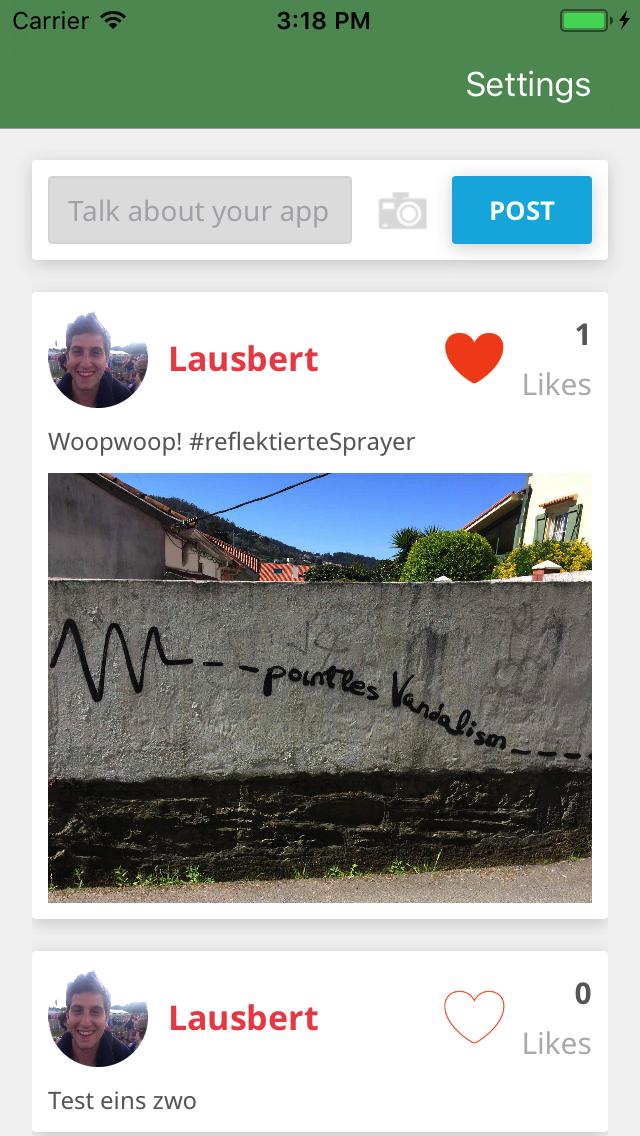 Carrier 3:18 PM
Settings
Talk about your app POST
Lausbert 1
Likes
Woopwoop! #reflektierteSprayer
pointles Vandalism
Lausbert 0
Likes
Test eins zwo